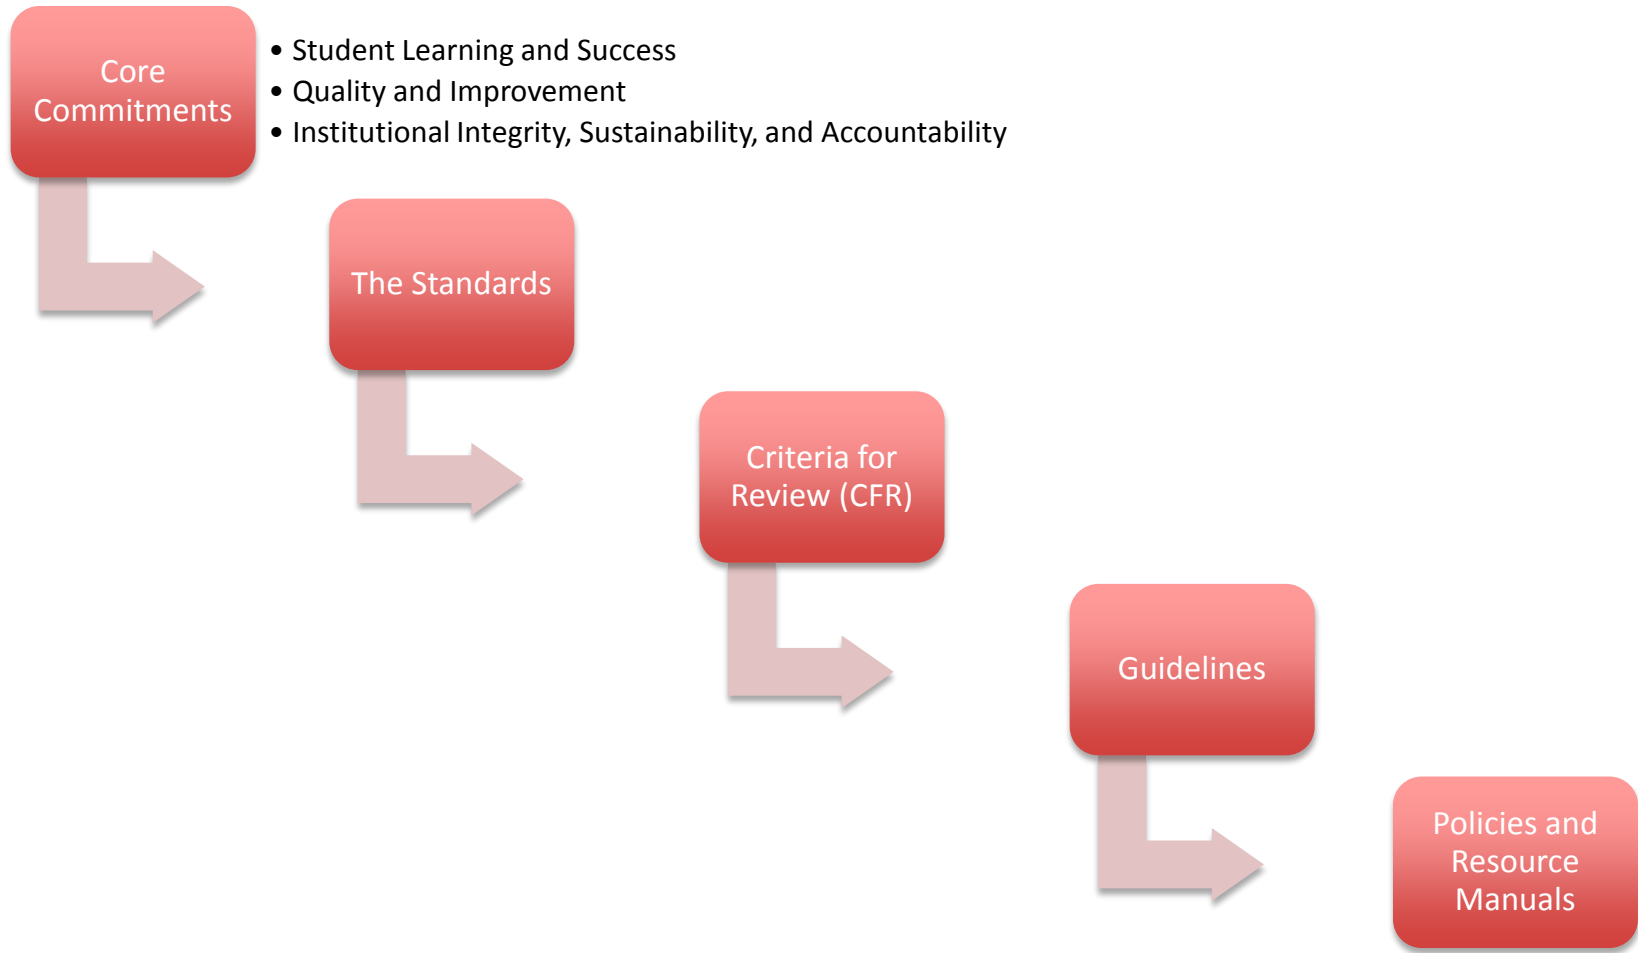 Core
Commitments
• Student Learning and Success
• Quality and Improvement
• Institutional Integrity, Sustainability, and Accountability
The Standards
Criteria for
Review (CFR)
Guidelines
Policies and
Resource
Manuals